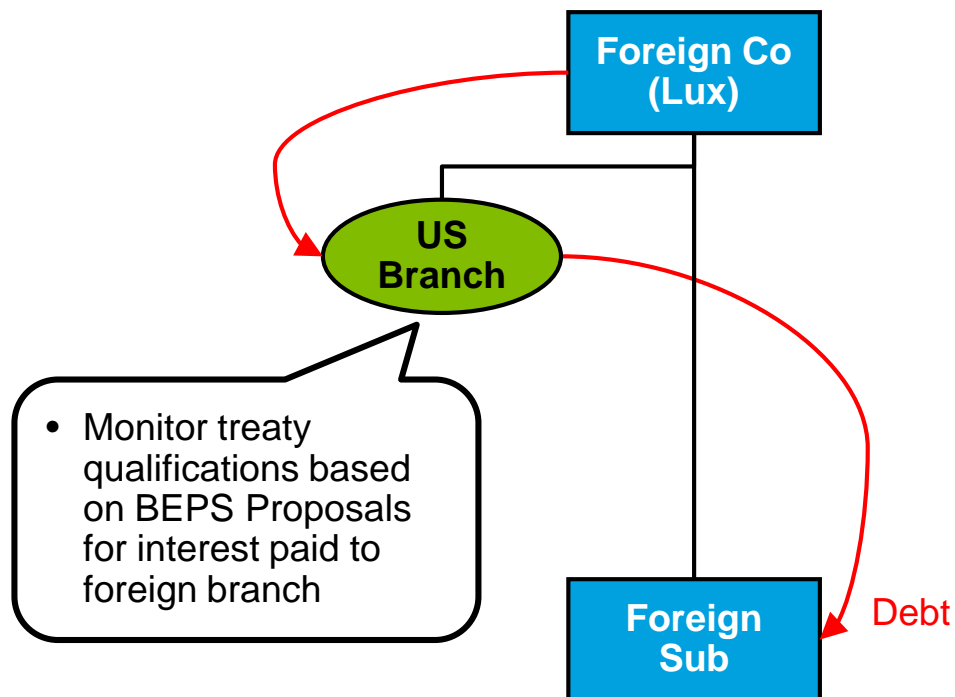 Foreign Co
(Lux)
US
Branch
• Monitor treaty
qualifications based
on BEPS Proposals
for interest paid to
foreign branch
Foreign
Sub
Debt